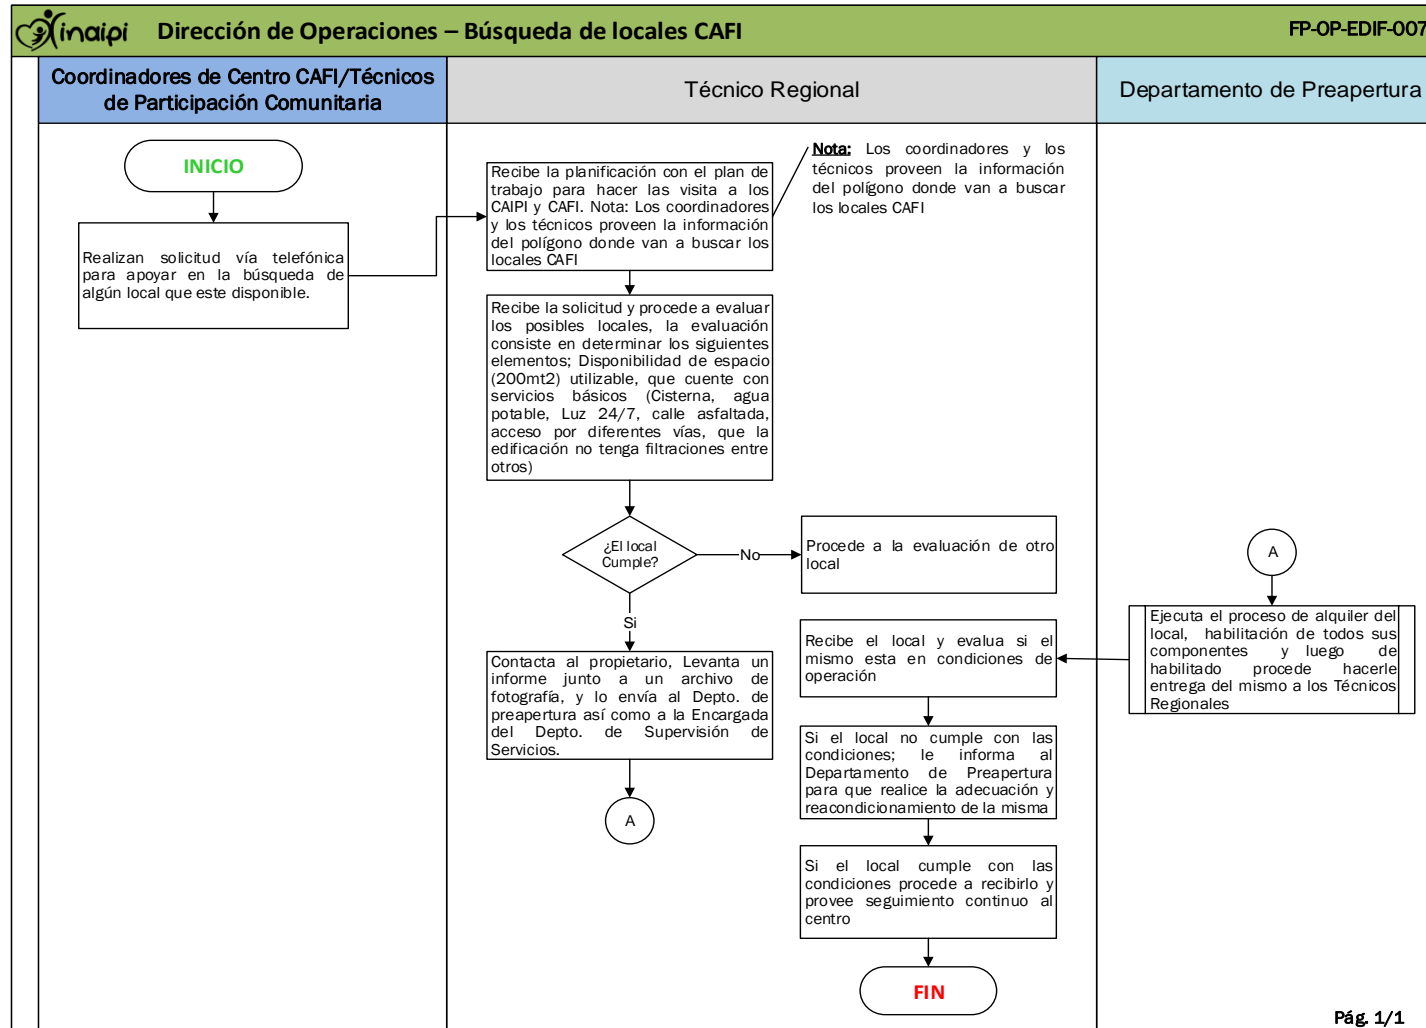 inaipi
Dirección de Operaciones – Búsqueda de locales CAFI
FP-OP-EDIF-007
Coordinadores de Centro CAFI/Técnicos
de Participación Comunitaria
Técnico Regional
Departamento de Preapertura
INICIO
Realizan solicitud vía telefónica
para apoyar en la búsqueda de
algún local que este disponible.
Recibe la planificación con el plan de
trabajo para hacer las visita a los
CAIPI y CAFI. Nota: Los coordinadores
y los técnicos proveen la información
del polígono donde van a buscar los
locales CAFI
Nota: Los coordinadores y los
técnicos proveen la información
del polígono donde van a buscar
los locales CAFI
Recibe la solicitud y procede a evaluar
los posibles locales, la evaluación
consiste en determinar los siguientes
elementos; Disponibilidad de espacio
(200mt2) utilizable, que cuente con
servicios básicos (Cisterna, agua
potable, Luz 24/7, calle asfaltada,
acceso por diferentes vías, que la
edificación no tenga filtraciones entre
otros)
¿El local
Cumple?
No
Procede a la evaluación de otro
local
Si
Contacta al propietario, Levanta un
informe junto a un archivo de
fotografía, y lo envía al Depto. de
preapertura así como a la Encargada
del Depto. de Supervisión de
Servicios.
A
A
Ejecuta el proceso de alquiler del
local, habilitación de todos sus
componentes y luego de
habilitado procede hacerle
entrega del mismo a los Técnicos
Regionales
Recibe el local y evalua si el
mismo esta en condiciones de
operación
Si el local no cumple con las
condiciones; le informa al
Departamento de Preapertura
para que realice la adecuación y
reacondicionamiento de la misma
Si el local cumple con las
condiciones procede a recibirlo y
provee seguimiento continuo al
centro
FIN
Pág. 1/1